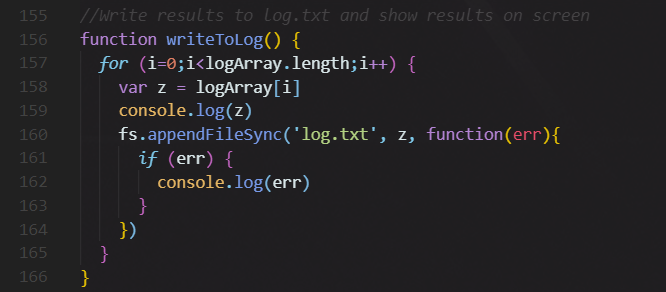 155 //Write results to log.txt and show results on screen
156 function writeToLog() {
157 for (i=0;i<logArray.length;i++) {
158 var z = logArray[i]
159 console.log(z)
160 fs.appendFileSync('log.txt', z, function(err){
161 if (err) {
162 console.log(err)
163 }
164 })
165 }
166 }